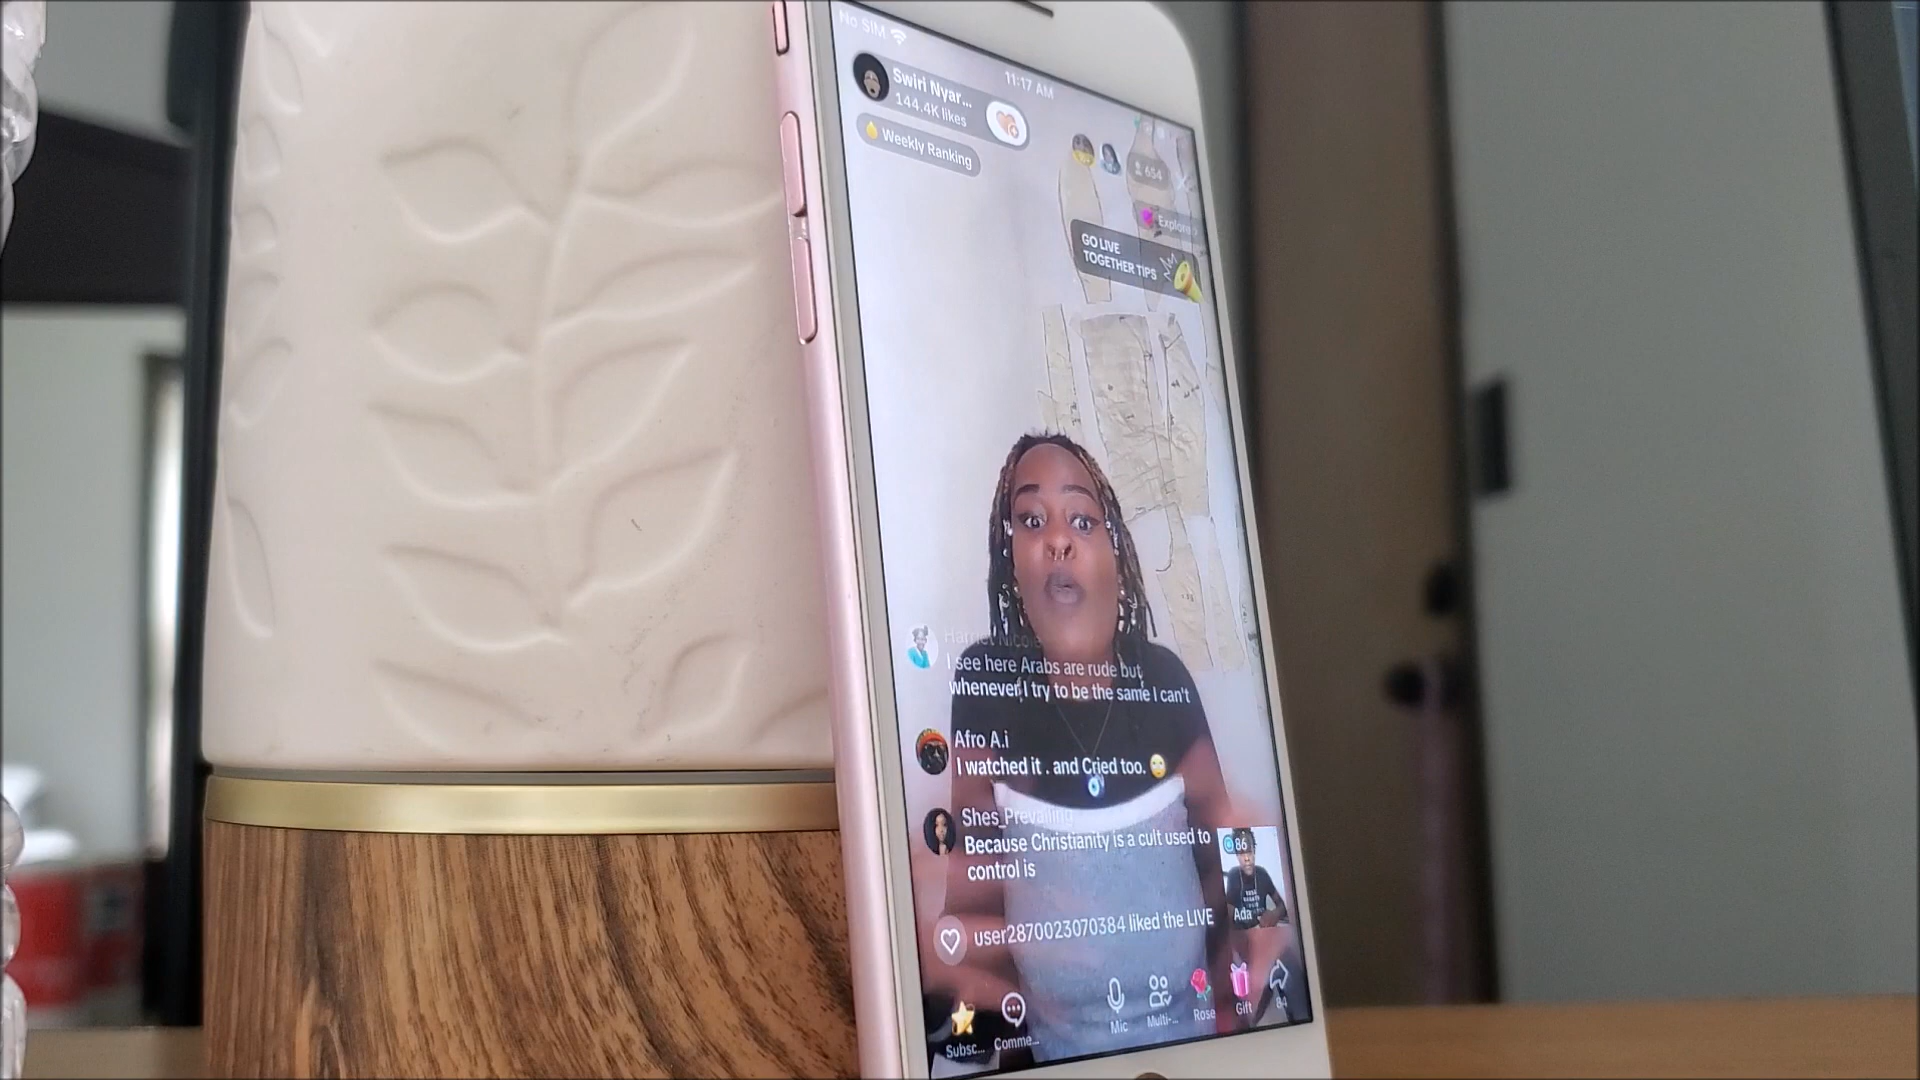 No SIM
11:17 AM
Swiri Nyar...
144.4K likes
Weekly Ranking
654
Explore
GO LIVE
TOGETHER TIPS
Harriet Nicole
I see here Arabs are rude but
whenever I try to be the same I can't
Afro A.i
I watched it . and Cried too. 🙄
Shes_Prevailing
Because Christianity is a cult used to
control is
86
Ada
user2870023070384 liked the LIVE
Subsc...
Comme...
Mic
Multi-...
Rose
Gift
84